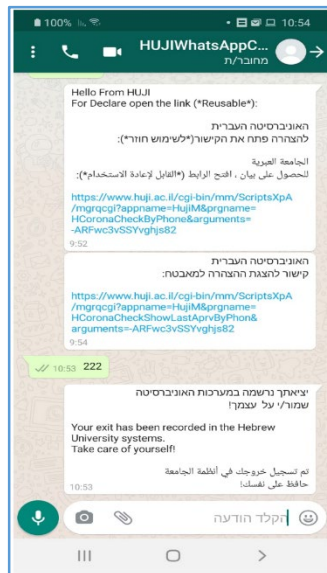 100%
10:54
HUJIWhatsAppC...
מחובר/ת
Hello From HUJI
For Declare open the link (*Reusable*):
האוניברסיטה העברית
להצהרה פתח את הקישור(*לשימוש חוזר*):
الجامعة العبرية
للحصول على بيان ، افتح الرابط (*القابل لإعادة الاستخدام*):
https://www.huji.ac.il/cgi-bin/mm/ScriptsXpA
/mgrqcgi?appname=HujiM&prgname=
HCoronaCheckByPhone&arguments=
-ARFwc3vSSYvghjs82
9:52
האוניברסיטה העברית
קישור להצגת ההצהרה למאבטח:
https://www.huji.ac.il/cgi-bin/mm/ScriptsXpA
/mgrqcgi?appname=HujiM&prgname=
HCoronaCheckShowLastAprvByPhon&
arguments=-ARFwc3vSSYvghjs82
9:54
222
10:53
יציאתך נרשמה במערכות האוניברסיטה
שמור/י על עצמך!
Your exit has been recorded in the Hebrew
University systems.
Take care of yourself!
تم تسجيل خروجك في أنظمة الجامعة
حافظ على نفسك!
10:53
הקלד הודעה